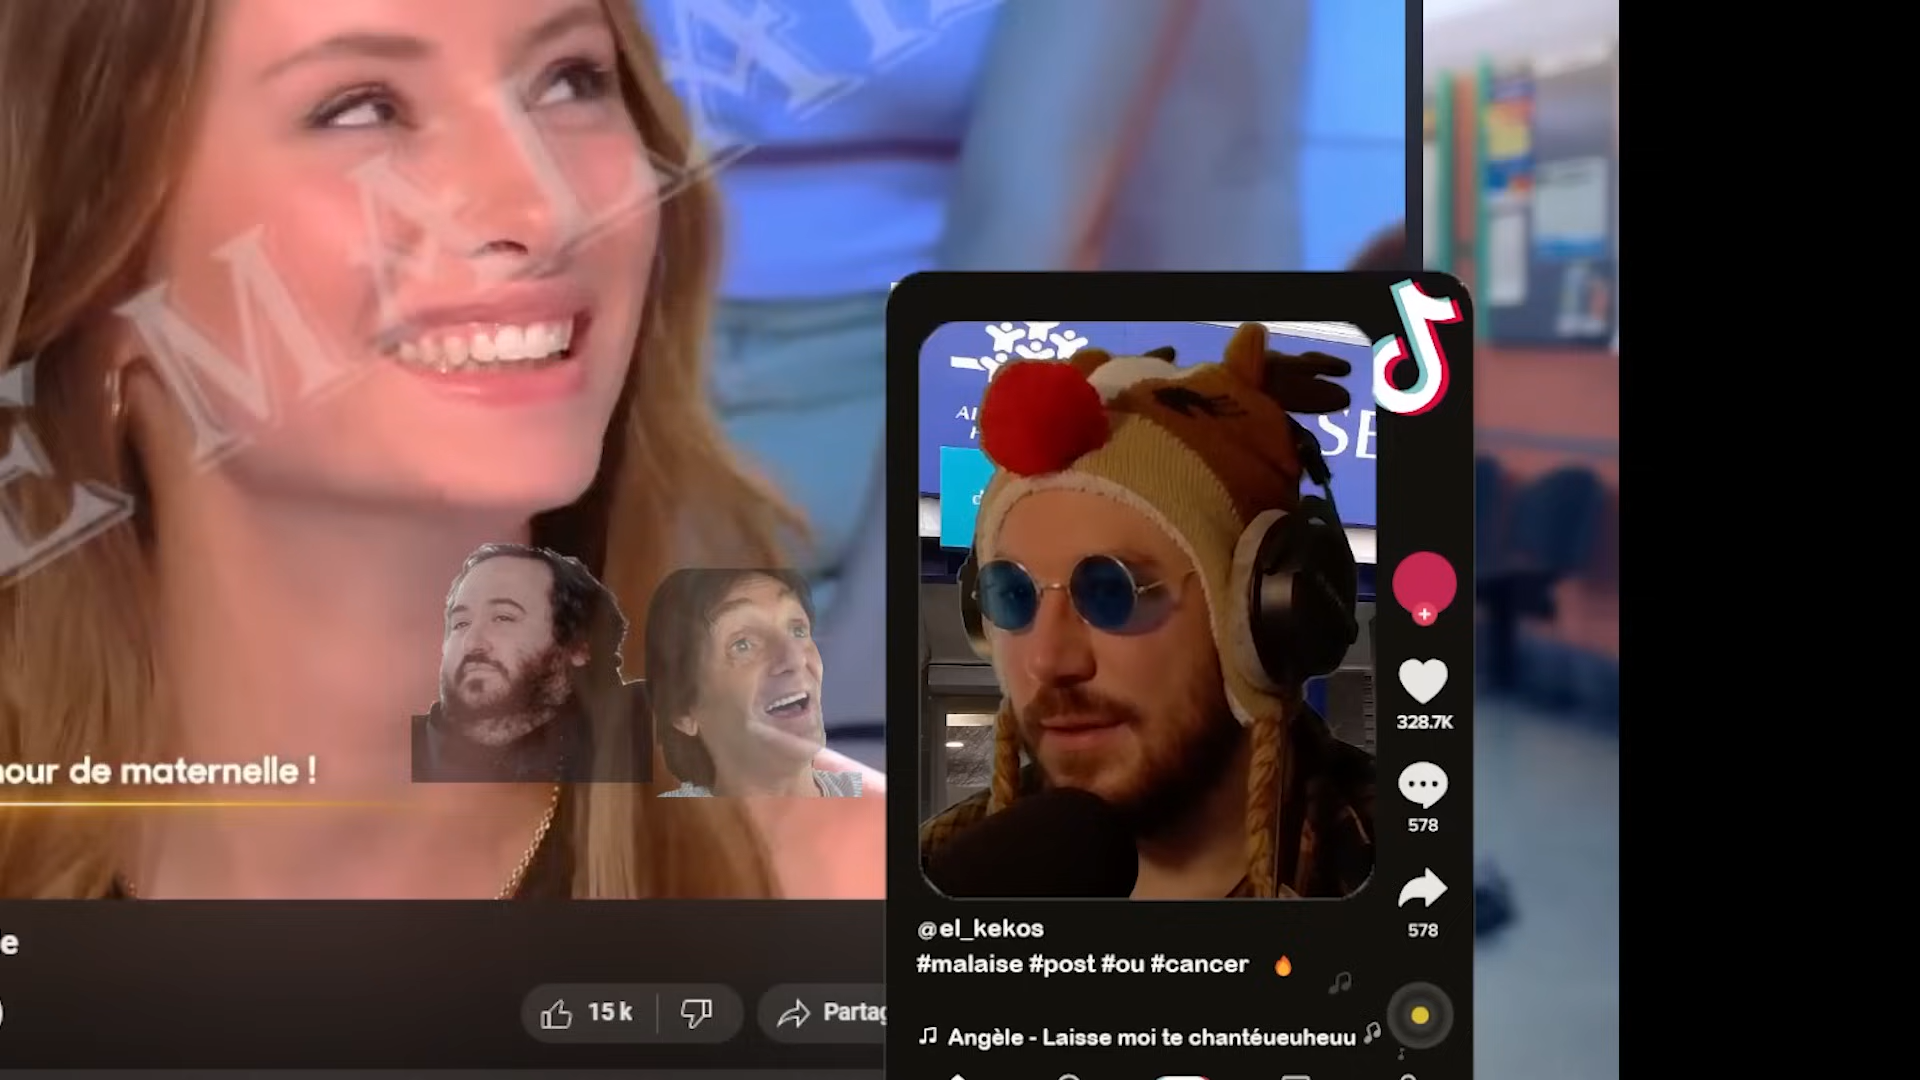 our de maternelle !
e
15 k
Partag
SE
328.7K
578
578
@el_kekos
#malaise #post #ou #cancer
Angèle - Laisse moi te chantéueuheuu